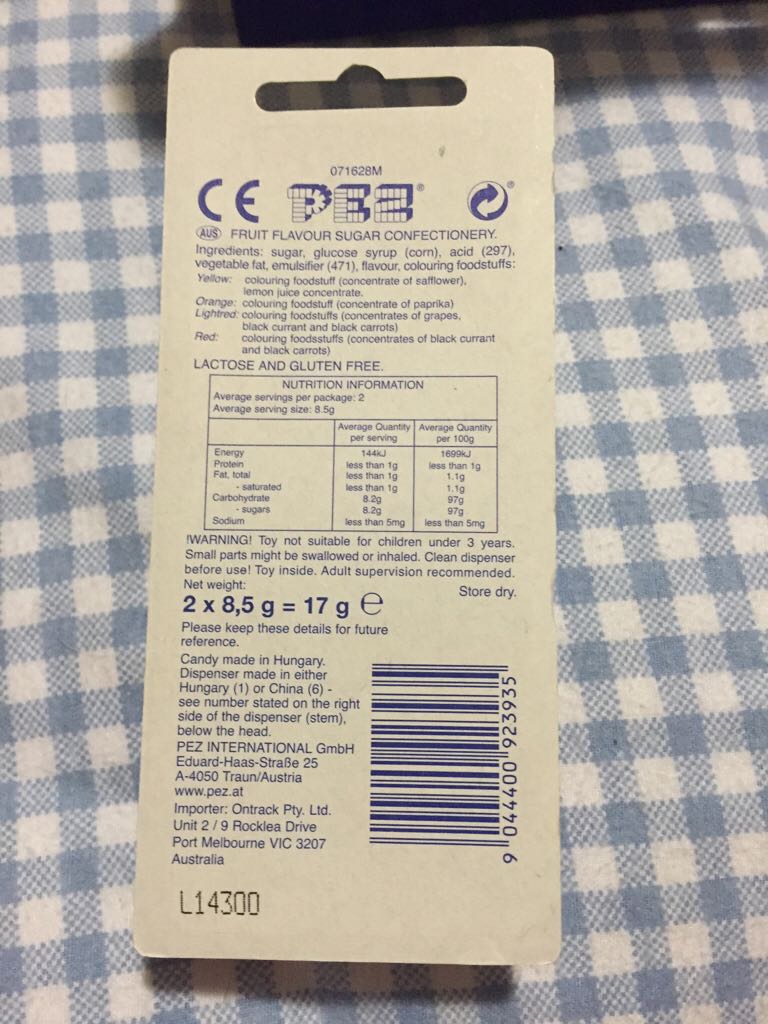 071628M
CE PEZ®
AUS FRUIT FLAVOUR SUGAR CONFECTIONERY.
Ingredients: sugar, glucose syrup (corn), acid (297),
vegetable fat, emulsifier (471), flavour, colouring foodstuffs:
Yellow: colouring foodstuff (concentrate of safflower),
lemon juice concentrate.
Orange: colouring foodstuff (concentrate of paprika)
Lightred: colouring foodstuffs (concentrates of grapes,
black currant and black carrots)
Red: colouring foodsstuffs (concentrates of black currant
and black carrots)
LACTOSE AND GLUTEN FREE.
NUTRITION INFORMATION
Average servings per package: 2
Average serving size: 8.5g
Average Quantity per serving Average Quantity per 100g
Energy 144kJ 1699kJ
Protein less than 1g less than 1g
Fat, total less than 1g 1.1g
- saturated less than 1g 1.1g
Carbohydrate 8.2g 97g
- sugars 8.2g 97g
Sodium less than 5mg less than 5mg
!WARNING! Toy not suitable for children under 3 years.
Small parts might be swallowed or inhaled. Clean dispenser
before use! Toy inside. Adult supervision recommended.
Net weight: Store dry.
2 x 8,5 g = 17 g ℮
Please keep these details for future
reference.
Candy made in Hungary.
Dispenser made in either
Hungary (1) or China (6) -
see number stated on the right
side of the dispenser (stem),
below the head.
PEZ INTERNATIONAL GmbH
Eduard-Haas-Straße 25
A-4050 Traun/Austria
www.pez.at
Importer: Ontrack Pty. Ltd.
Unit 2 / 9 Rocklea Drive
Port Melbourne VIC 3207
Australia
9 044400 923935
L14300